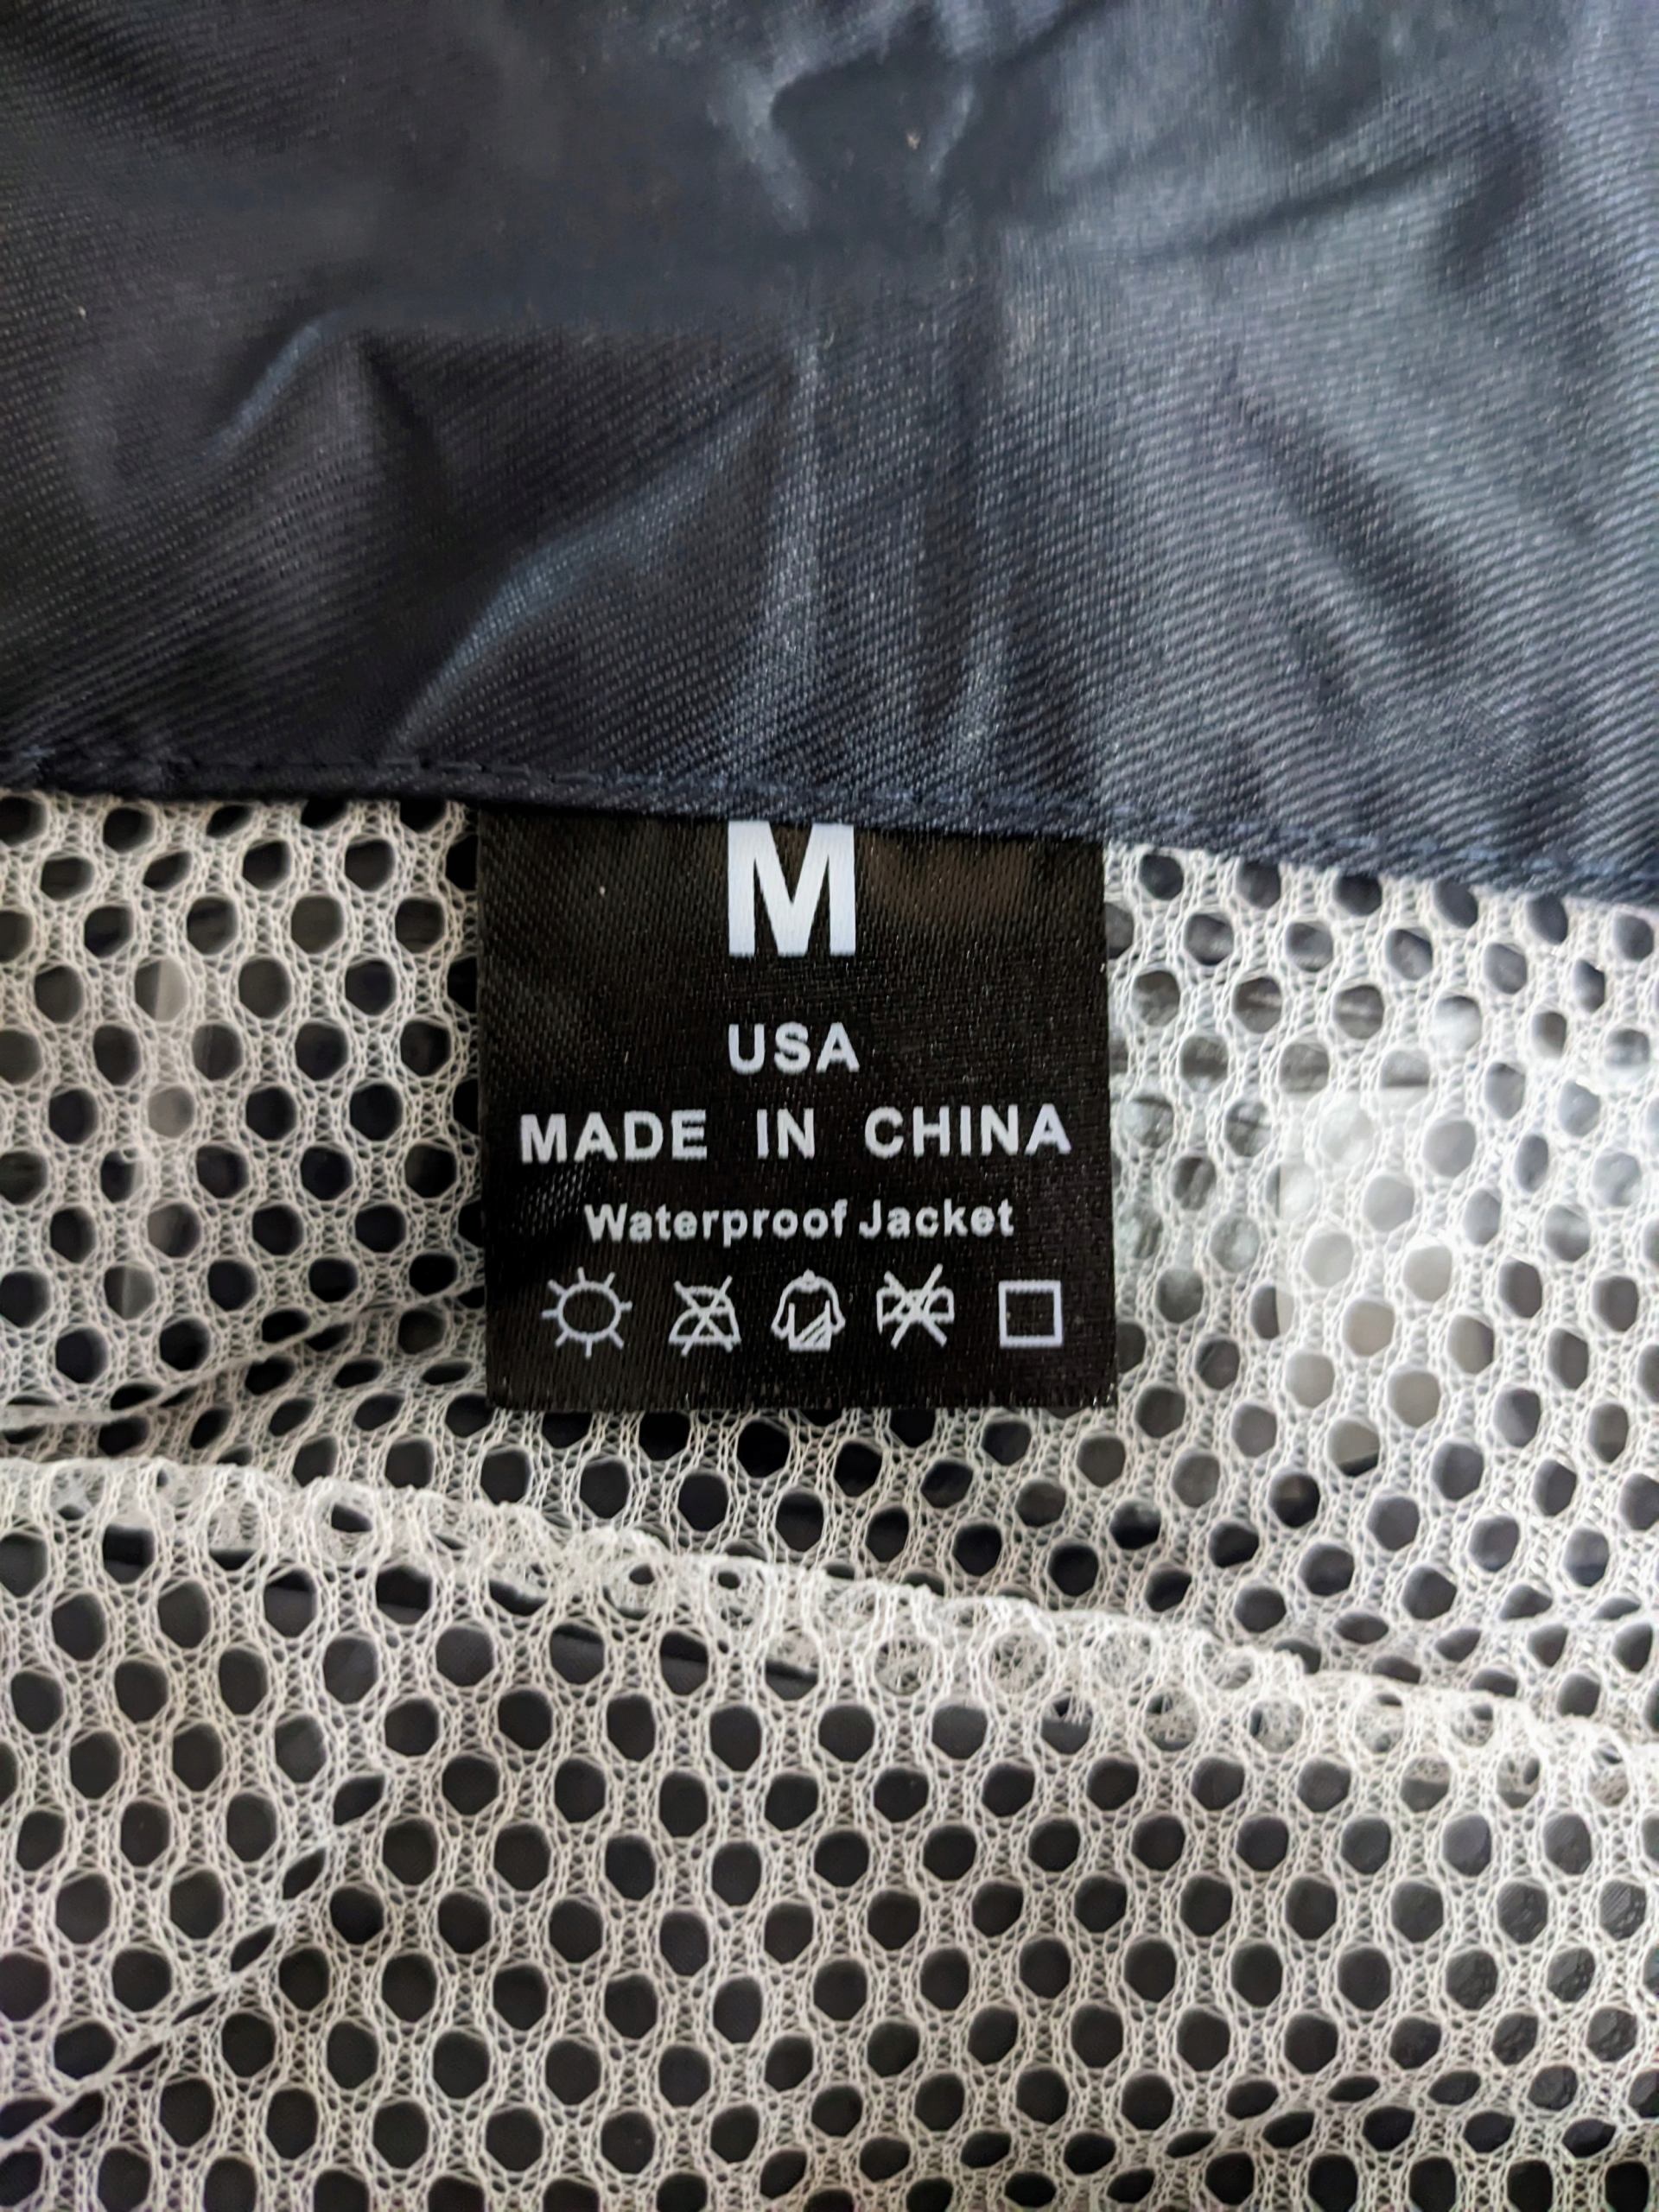 M
USA
MADE IN CHINA
Waterproof Jacket